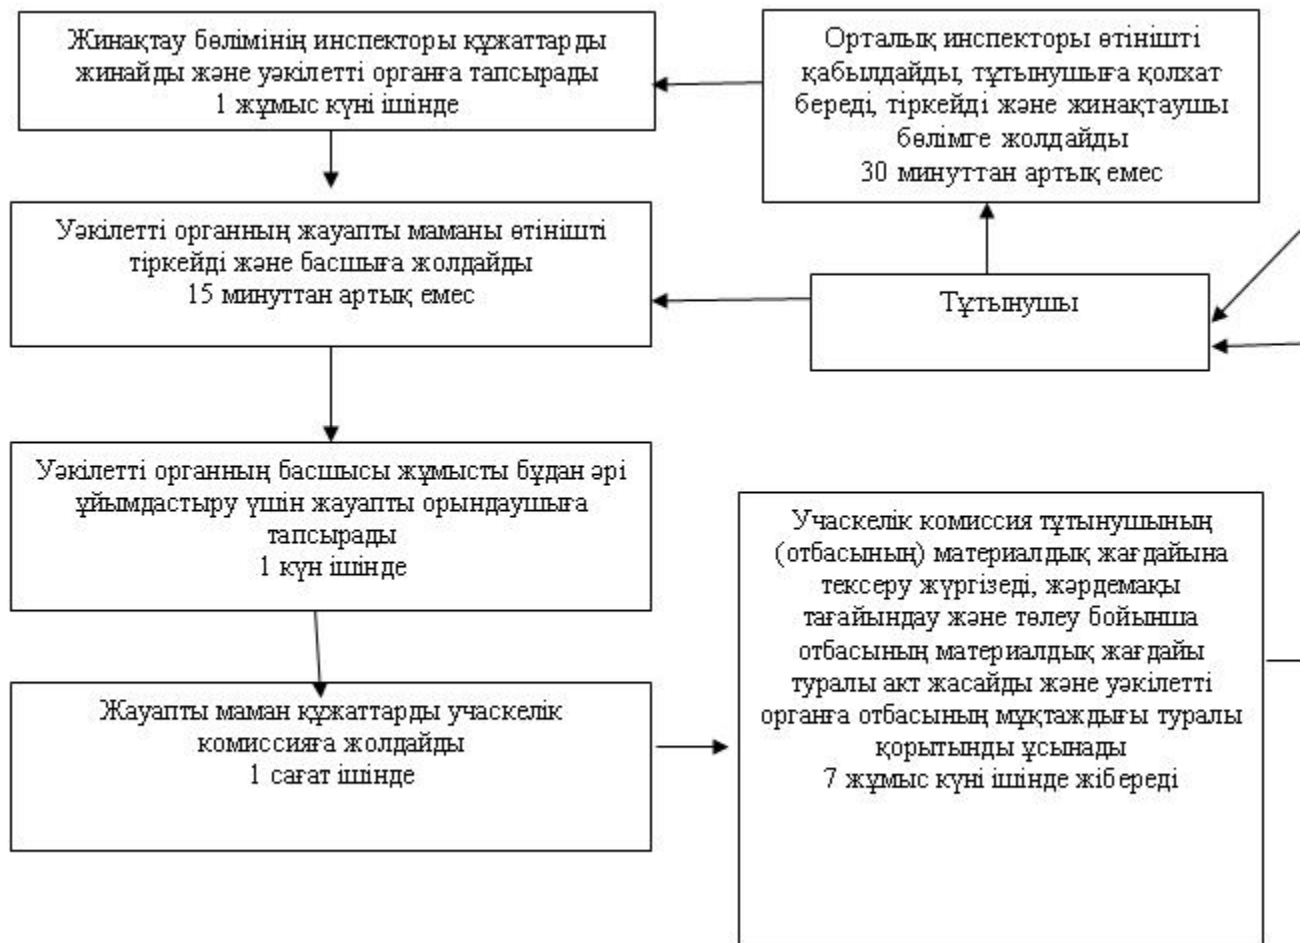 Жинақтау бөлімінің инспекторы құжаттарды
жинайды және уәкілетті органға тапсырады
1 жұмыс күні ішінде
Орталық инспекторы өтінішті
қабылдайды, тұтынушыға қолхат
береді, тіркейді және жинақтаушы
бөлімге жолдайды
30 минуттан артық емес
Уәкілетті органның жауапты маманы өтінішті
тіркейді және басшыға жолдайды
15 минуттан артық емес
Тұтынушы
Уәкілетті органның басшысы жұмысты бұдан әрі
ұйымдастыру үшін жауапты орындаушыға
тапсырады
1 күн ішінде
Жауапты маман құжаттарды учаскелік
комиссияға жолдайды
1 сағат ішінде
Учаскелік комиссия тұтынушының
(отбасының) материалдық жағдайына
тексеру жүргізеді, жәрдемақы
тағайындау және төлеу бойынша
отбасының материалдық жағдайы
туралы акт жасайды және уәкілетті
органға отбасының мұқтаждығы туралы
қорытынды ұсынады
7 жұмыс күні ішінде жібереді